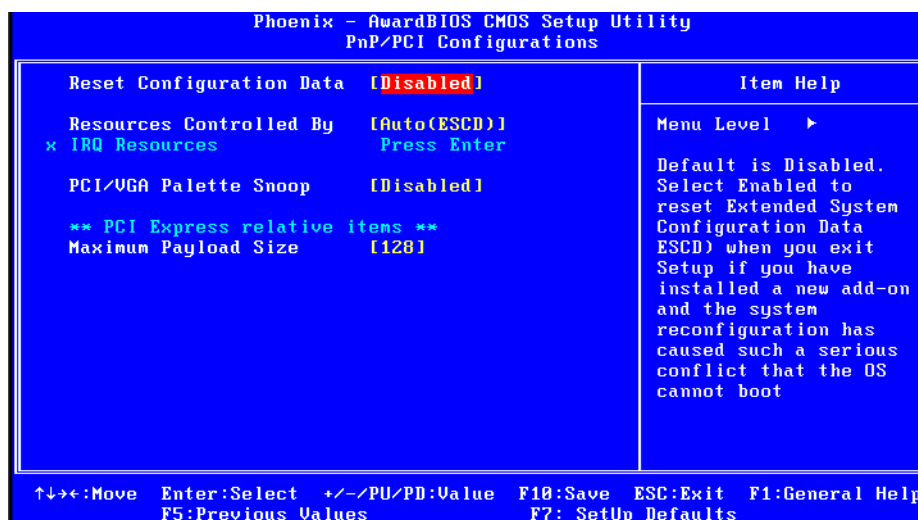 Phoenix - AwardBIOS CMOS Setup Utility
PnP/PCI Configurations
Reset Configuration Data [Disabled]
Resources Controlled By [Auto(ESCD)]
x IRQ Resources Press Enter
PCI/VGA Palette Snoop [Disabled]
** PCI Express relative items **
Maximum Payload Size [128]
Item Help
Menu Level ▶
Default is Disabled.
Select Enabled to
reset Extended System
Configuration Data
ESCD) when you exit
Setup if you have
installed a new add-on
and the system
reconfiguration has
caused such a serious
conflict that the OS
cannot boot
↑↓→←:Move Enter:Select +/-/PU/PD:Value F10:Save ESC:Exit F1:General Help
F5:Previous Values F7: SetUp Defaults